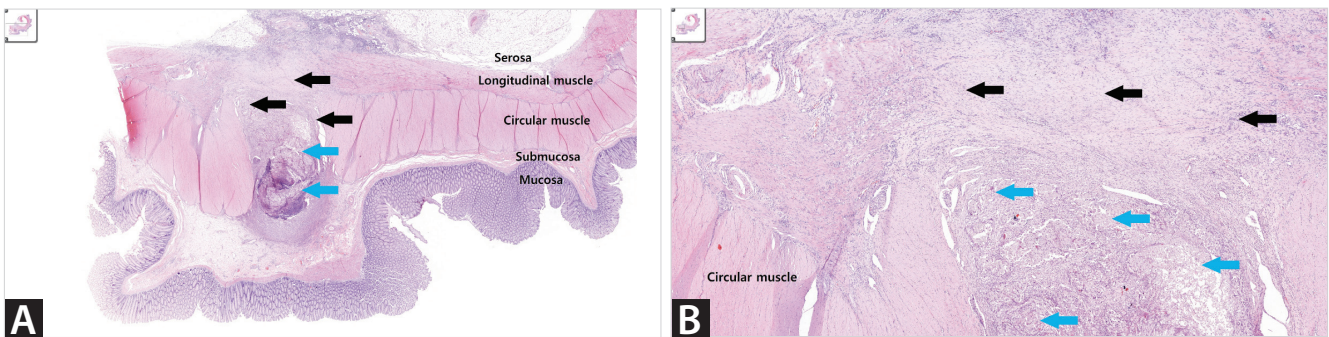 Serosa
Longitudinal muscle
Circular muscle
Submucosa
Mucosa
A
Circular muscle
B